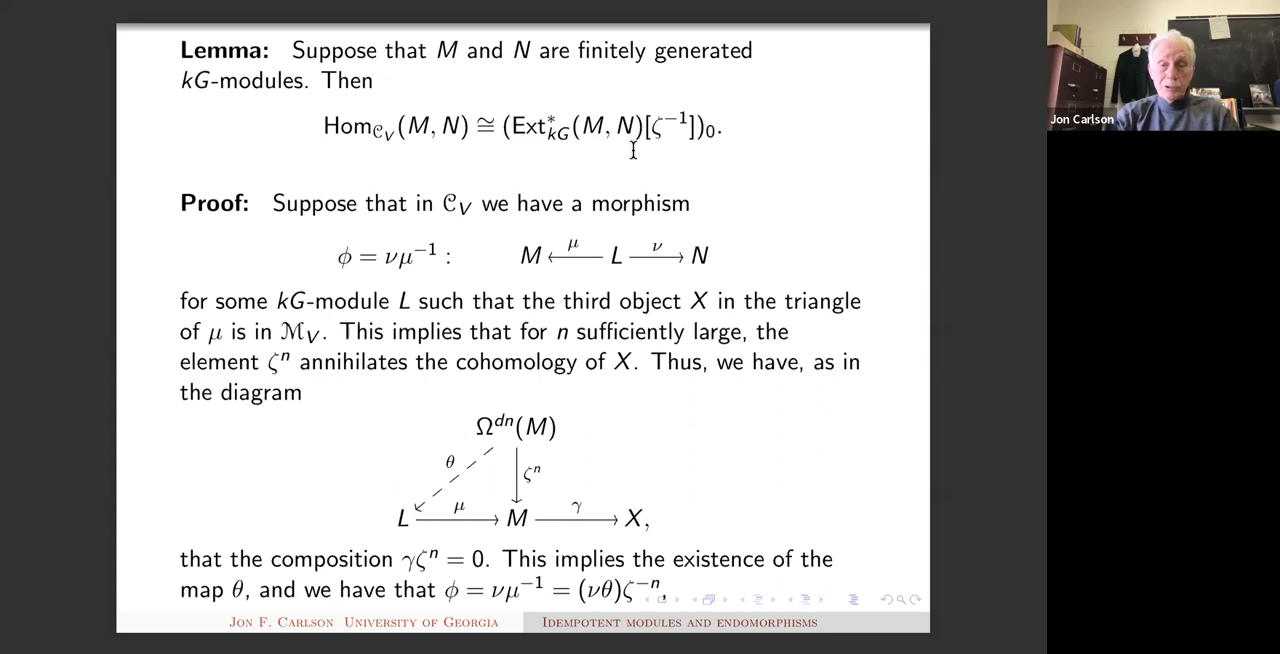 Lemma: Suppose that M and N are finitely generated
kG-modules. Then
Hom_{𝒞_V}(M, N) ≅ (Ext^*_{kG}(M, N)[ζ^{-1}])_0.
Proof: Suppose that in 𝒞_V we have a morphism
ϕ = νμ^{-1} : M ←μ— L —ν→ N
for some kG-module L such that the third object X in the triangle
of μ is in ℳ_V. This implies that for n sufficiently large, the
element ζ^n annihilates the cohomology of X. Thus, we have, as in
the diagram
Ω^{dn}(M)
θ ζ^n
L —μ→ M —γ→ X,
that the composition γζ^n = 0. This implies the existence of the
map θ, and we have that ϕ = νμ^{-1} = (νθ)ζ^{-n},
Jon F. Carlson University of Georgia Idempotent modules and endomorphisms
Jon Carlson